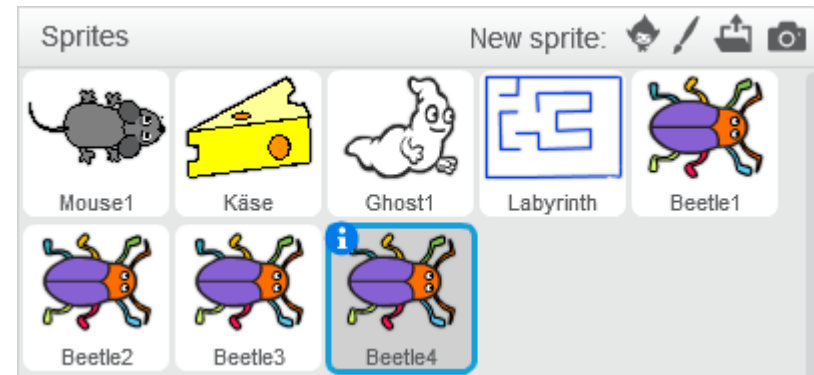 Sprites New sprite:
Mouse1 Käse Ghost1 Labyrinth Beetle1
i
Beetle2 Beetle3 Beetle4